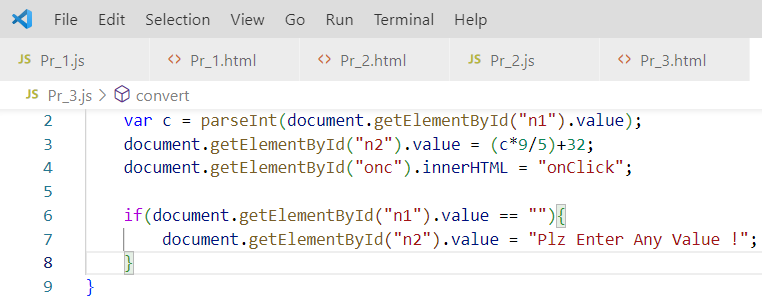 File Edit Selection View Go Run Terminal Help
JS Pr_1.js <> Pr_1.html <> Pr_2.html JS Pr_2.js <> Pr_3.html
JS Pr_3.js > convert
2 var c = parseInt(document.getElementById("n1").value);
3 document.getElementById("n2").value = (c*9/5)+32;
4 document.getElementById("onc").innerHTML = "onClick";
5
6 if(document.getElementById("n1").value == ""){
7 document.getElementById("n2").value = "Plz Enter Any Value !";
8 }
9 }